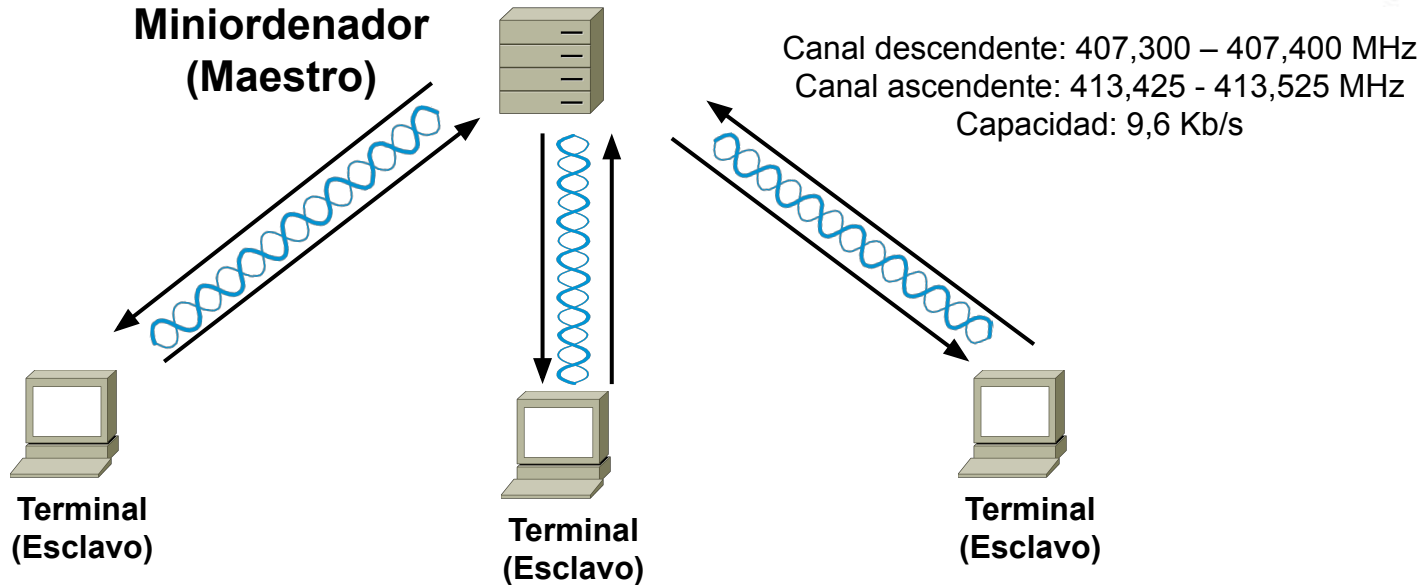 Miniordenador
(Maestro)
Canal descendente: 407,300 – 407,400 MHz
Canal ascendente: 413,425 - 413,525 MHz
Capacidad: 9,6 Kb/s
Terminal
(Esclavo)
Terminal
(Esclavo)
Terminal
(Esclavo)